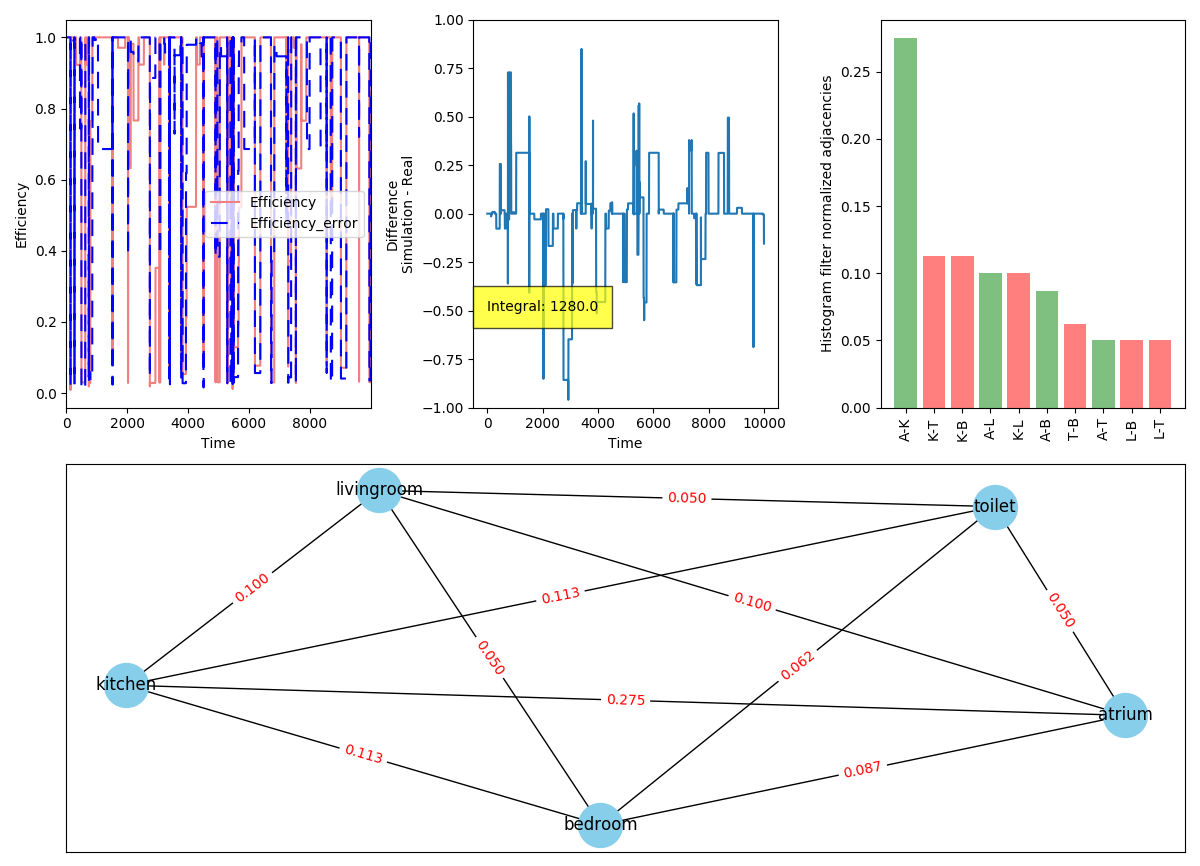 1.0
0.8
0.6
0.4
0.2
0.0
Efficiency
0
2000
4000
6000
8000
Time
Efficiency
Efficiency_error
1.00
0.75
0.50
0.25
0.00
−0.25
−0.50
−0.75
−1.00
Difference
Simulation - Real
Integral: 1280.0
0
2000
4000
6000
8000
10000
Time
0.25
0.20
0.15
0.10
0.05
0.00
Histogram filter normalized adjacencies
A-K
K-T
K-B
A-L
K-L
A-B
T-B
A-T
L-B
L-T
livingroom
toilet
kitchen
atrium
bedroom
0.050
0.100
0.113
0.100
0.050
0.050
0.062
0.275
0.113
0.087